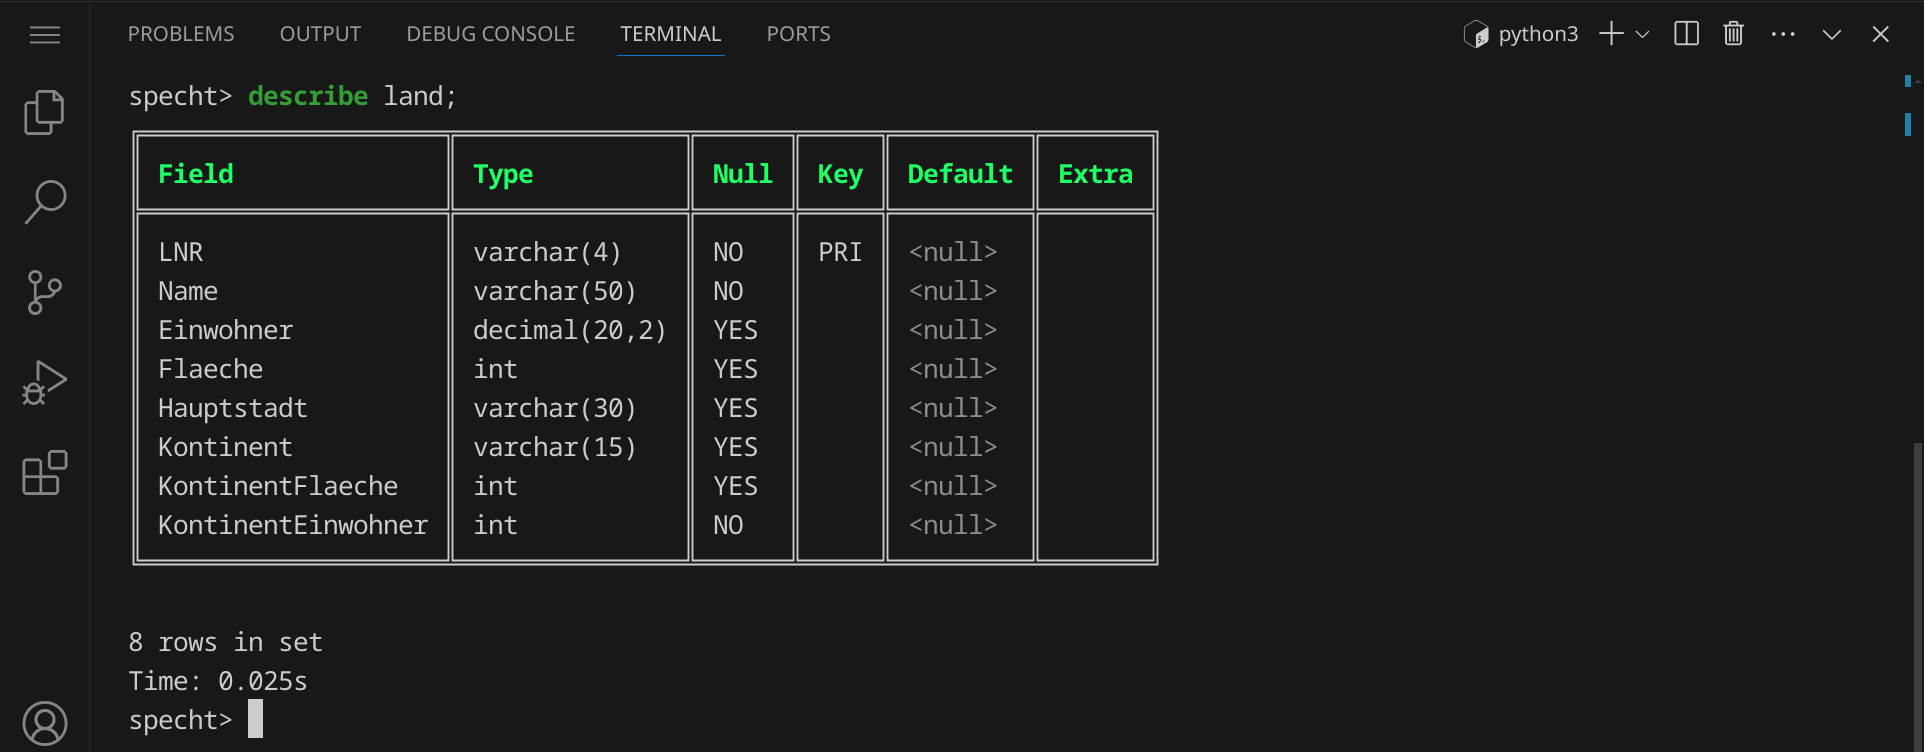 PROBLEMS OUTPUT DEBUG CONSOLE TERMINAL PORTS python3
specht> describe land;
Field Type Null Key Default Extra
LNR varchar(4) NO PRI <null>
Name varchar(50) NO <null>
Einwohner decimal(20,2) YES <null>
Flaeche int YES <null>
Hauptstadt varchar(30) YES <null>
Kontinent varchar(15) YES <null>
KontinentFlaeche int YES <null>
KontinentEinwohner int NO <null>
8 rows in set
Time: 0.025s
specht>